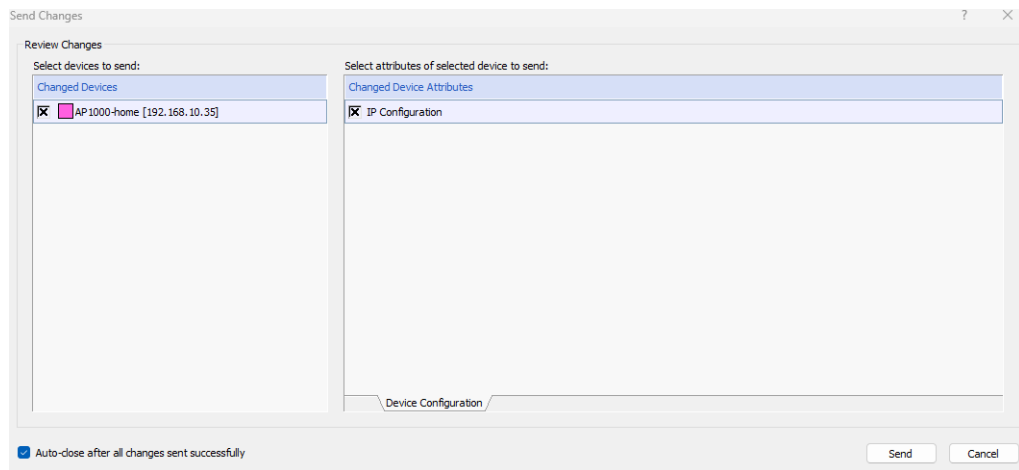 Send Changes
?
Review Changes
Select devices to send:
Changed Devices
AP1000-home [192.168.10.35]
Select attributes of selected device to send:
Changed Device Attributes
IP Configuration
Device Configuration
Auto-close after all changes sent successfully
Send
Cancel